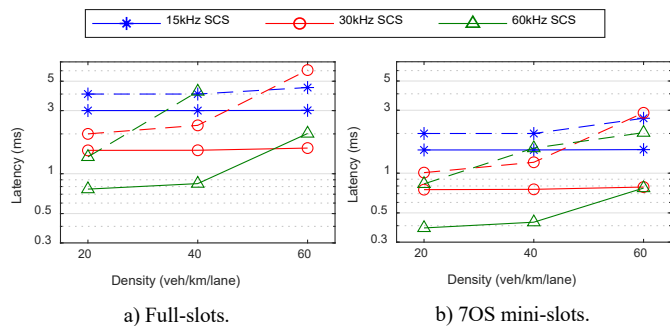 15kHz SCS 30kHz SCS 60kHz SCS
Latency (ms)
5
3
1
0.5
0.3
20 40 60
Density (veh/km/lane)
a) Full-slots.
Latency (ms)
5
3
1
0.5
0.3
20 40 60
Density (veh/km/lane)
b) 7OS mini-slots.